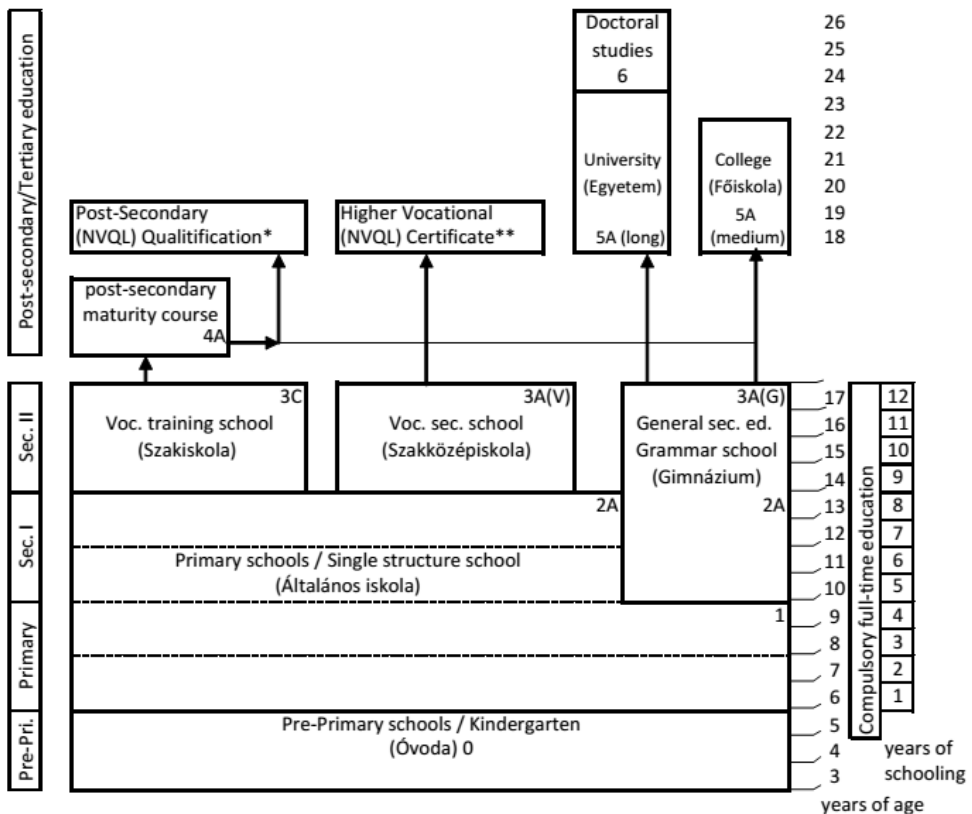 Post-secondary/Tertiary education
Doctoral
studies
6
University
(Egyetem)
5A (long)
College
(Főiskola)
5A
(medium)
26
25
24
23
22
21
20
19
18
Post-Secondary
(NVQL) Qualitification*
Higher Vocational
(NVQL) Certificate**
post-secondary
maturity course
4A
Sec. II
3C
Voc. training school
(Szakiskola)
3A(V)
Voc. sec. school
(Szakközépiskola)
3A(G)
General sec. ed.
Grammar school
(Gimnázium)
2A
Sec. I
2A
Primary schools / Single structure school
(Általános iskola)
Primary
1
Pre-Pri.
Pre-Primary schools / Kindergarten
(Óvoda) 0
17
16
15
14
13
12
11
10
9
8
7
6
5
4
3
Compulsory full-time education
12
11
10
9
8
7
6
5
4
3
2
1
years of
schooling
years of age